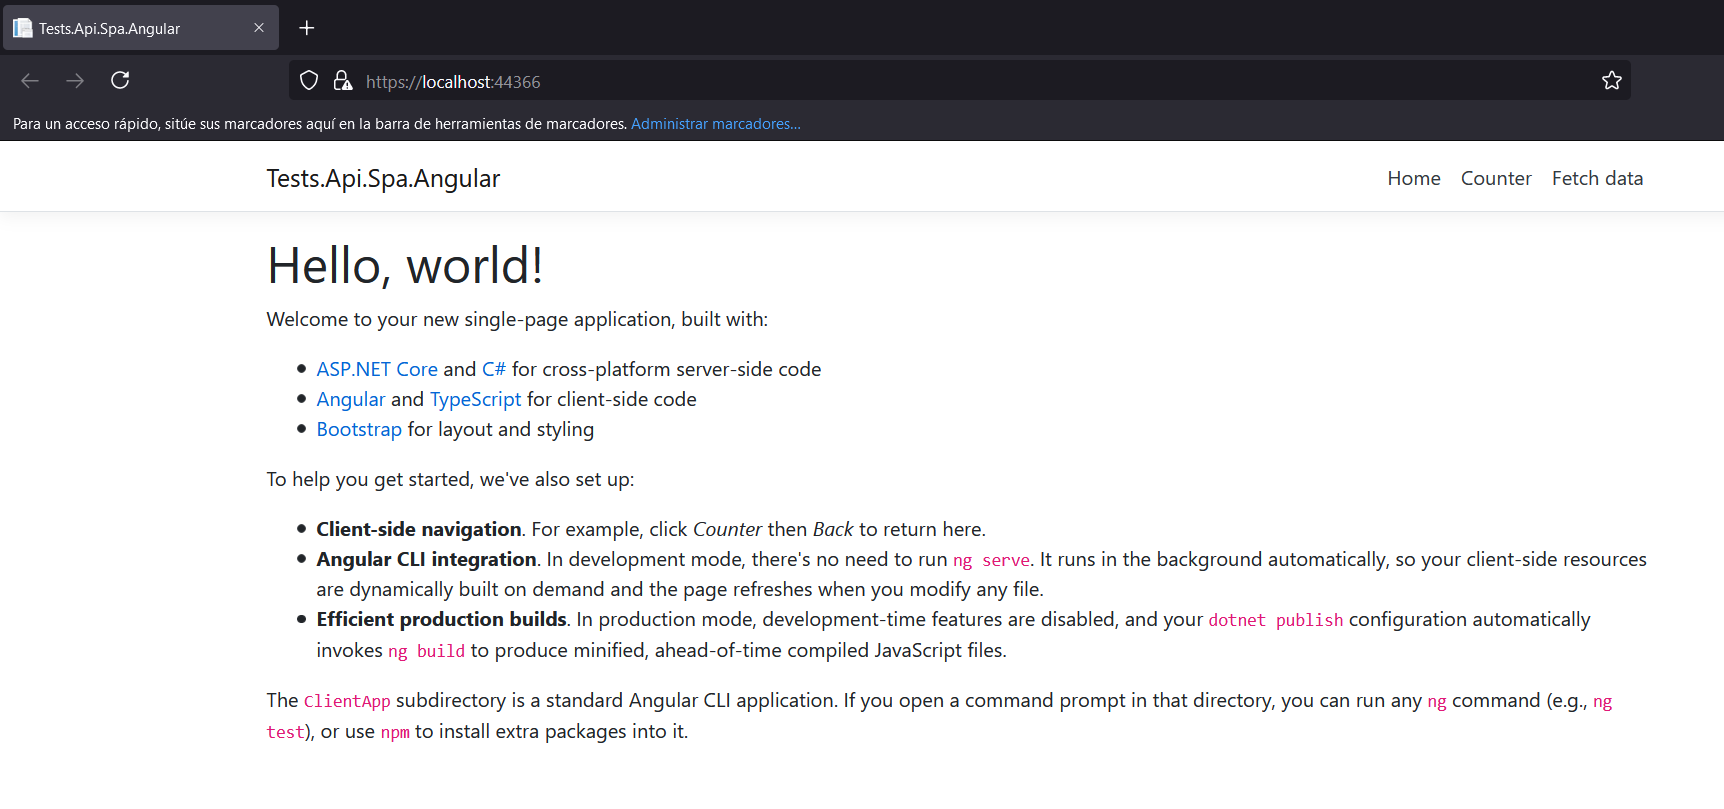 Tests.Api.Spa.Angular
https://localhost:44366
Para un acceso rápido, sitúe sus marcadores aquí en la barra de herramientas de marcadores. Administrar marcadores...
Tests.Api.Spa.Angular
Home Counter Fetch data
Hello, world!
Welcome to your new single-page application, built with:
ASP.NET Core and C# for cross-platform server-side code
Angular and TypeScript for client-side code
Bootstrap for layout and styling
To help you get started, we've also set up:
Client-side navigation. For example, click Counter then Back to return here.
Angular CLI integration. In development mode, there's no need to run ng serve. It runs in the background automatically, so your client-side resources
are dynamically built on demand and the page refreshes when you modify any file.
Efficient production builds. In production mode, development-time features are disabled, and your dotnet publish configuration automatically
invokes ng build to produce minified, ahead-of-time compiled JavaScript files.
The ClientApp subdirectory is a standard Angular CLI application. If you open a command prompt in that directory, you can run any ng command (e.g., ng
test), or use npm to install extra packages into it.